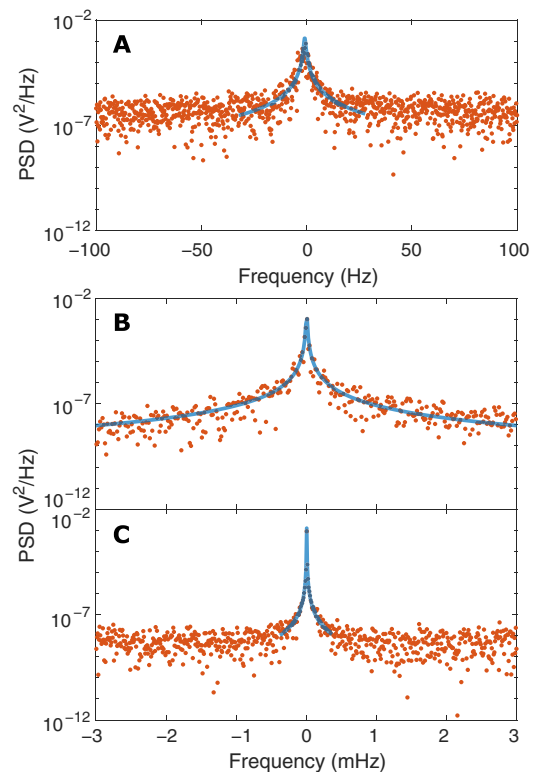 10⁻²
A
10⁻⁷
10⁻¹²
PSD (V²/Hz)
−100 −50 0 50 100
Frequency (Hz)
10⁻²
B
10⁻⁷
10⁻¹²
10⁻²
C
10⁻⁷
10⁻¹²
PSD (V²/Hz)
−3 −2 −1 0 1 2 3
Frequency (mHz)